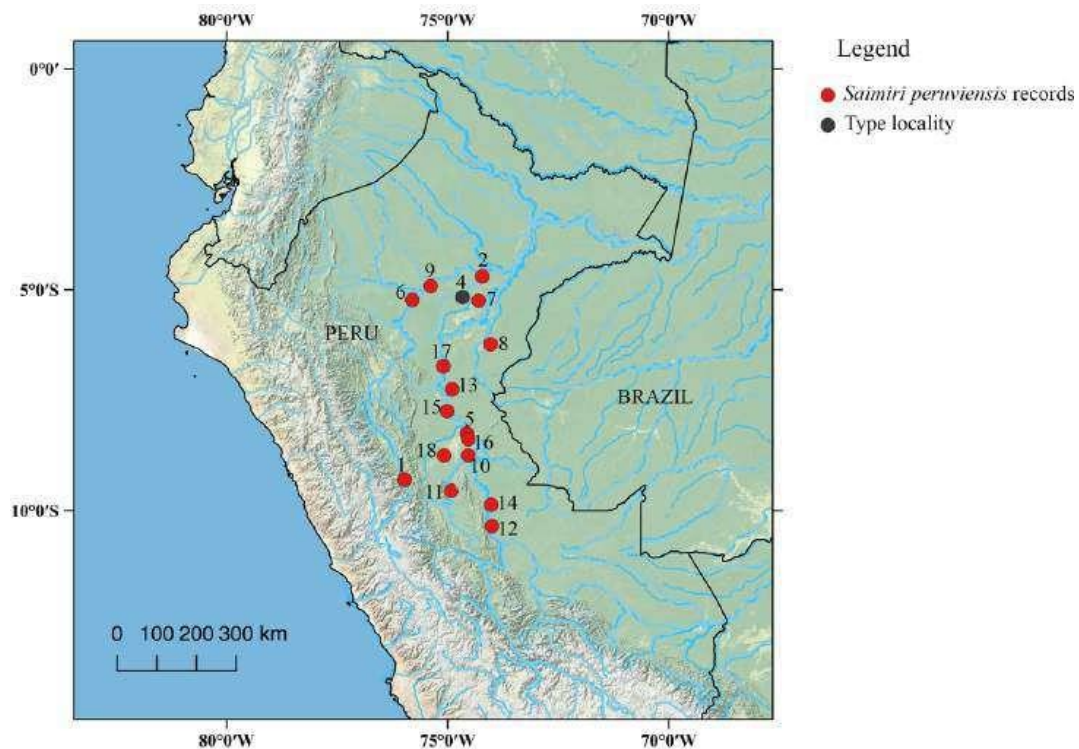 80°0'W 75°0'W 70°0'W
Legend
0°0'
Saimiri peruviensis records
Type locality
2
9
4
5°0'S
6
7
PERU
8
17
13
BRAZIL
15
5
16
18
10
1
11
10°0'S
14
12
0 100 200 300 km
80°0'W 75°0'W 70°0'W